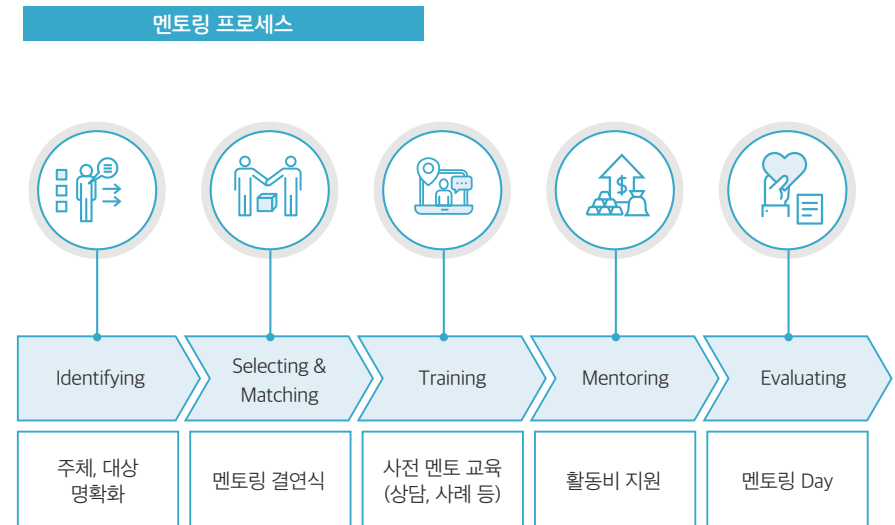 멘토링 프로세스
$
Identifying
Selecting &
Matching
Training
Mentoring
Evaluating
주체, 대상
명확화
멘토링 결연식
사전 멘토 교육
(상담, 사례 등)
활동비 지원
멘토링 Day